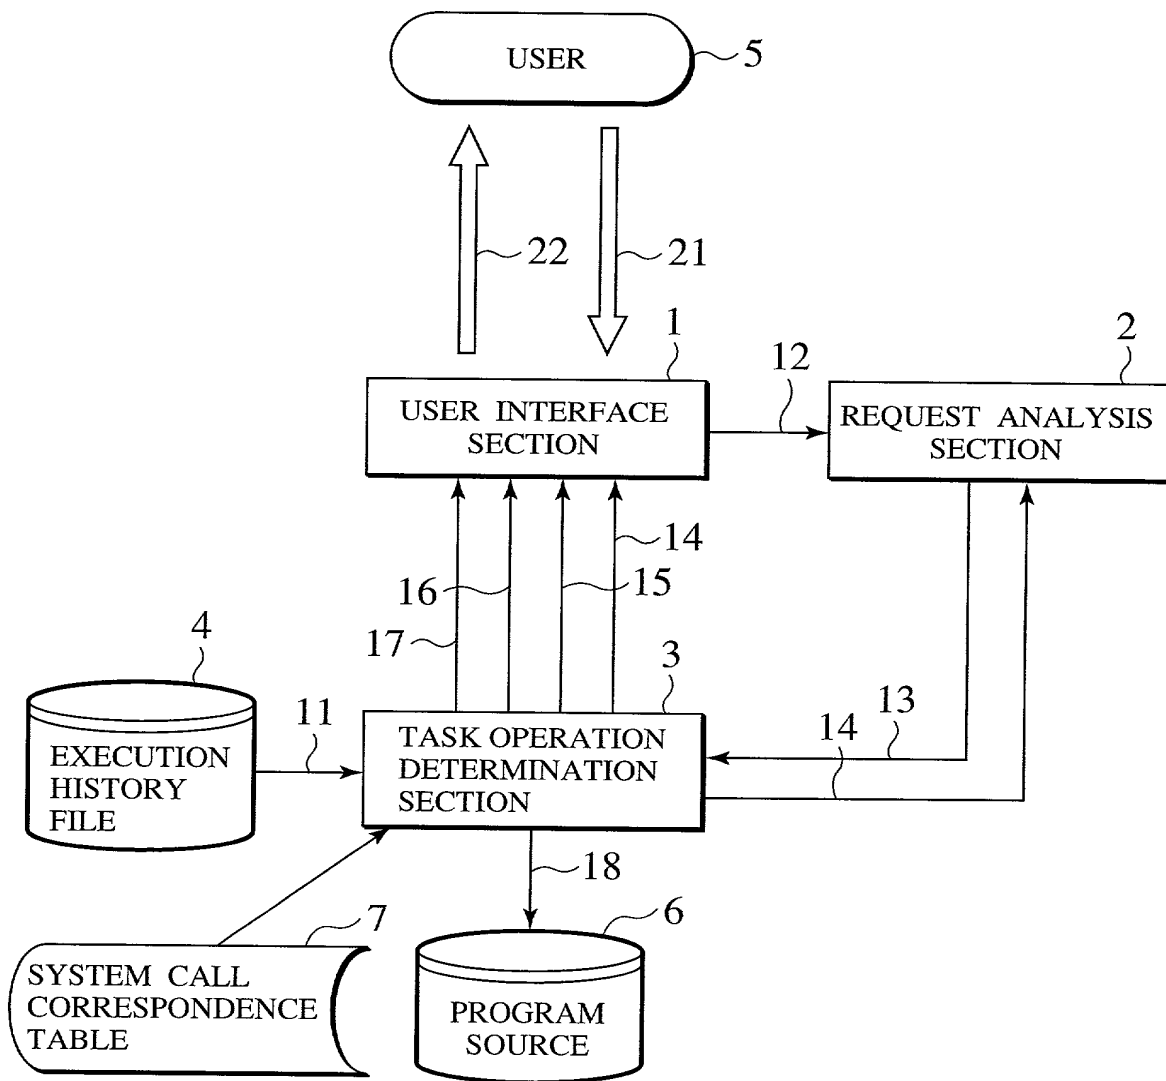 USER
5
22
21
1
2
USER INTERFACE
SECTION
12
REQUEST ANALYSIS
SECTION
14
16
15
17
4
3
13
14
11
EXECUTION
HISTORY
FILE
TASK OPERATION
DETERMINATION
SECTION
18
7
6
SYSTEM CALL
CORRESPONDENCE
TABLE
PROGRAM
SOURCE